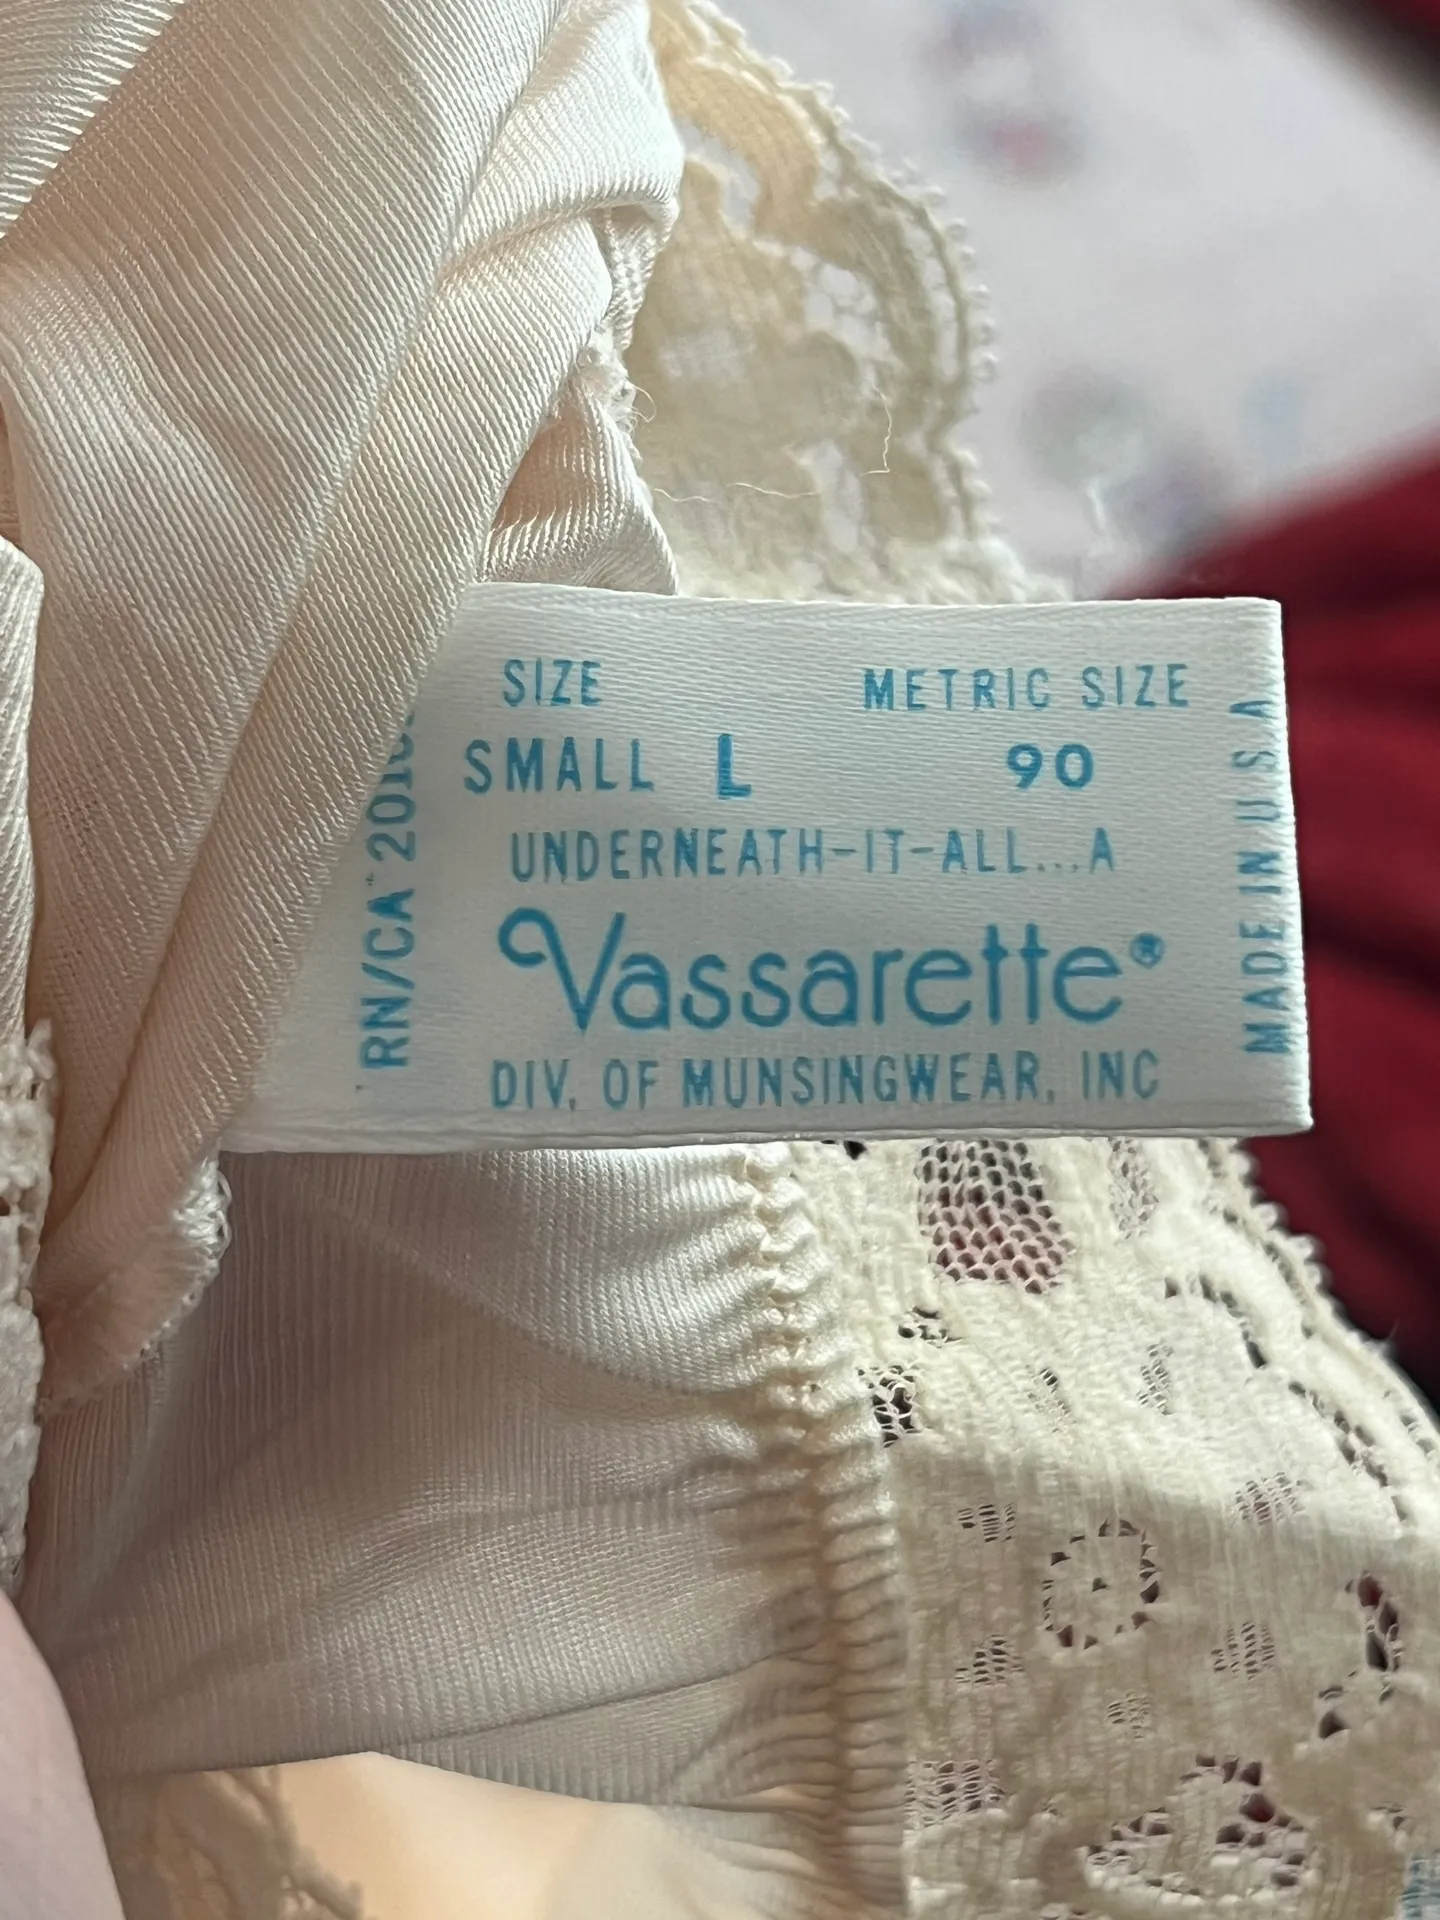 SIZE METRIC SIZE
SMALL L 90
UNDERNEATH-IT-ALL...A
Vassarette®
DIV. OF MUNSINGWEAR, INC
RN/CA
MADE IN U S A